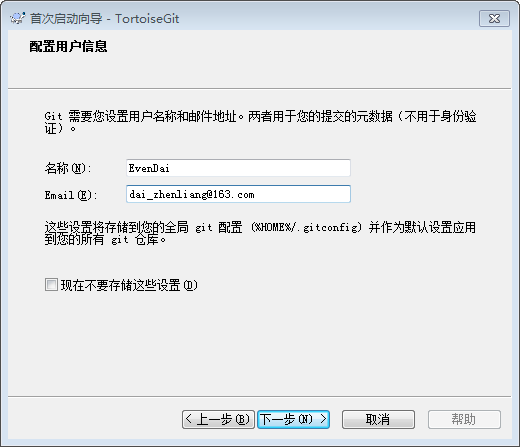 首次启动向导 - TortoiseGit
配置用户信息
Git 需要您设置用户名称和邮件地址。两者用于您的提交的元数据（不用于身份验
证）。
名称(N): EvenDai
Email(E): dai_zhenliang@163.com
这些设置将存储到您的全局 git 配置 (%HOME%/.gitconfig) 并作为默认设置应用
到您的所有 git 仓库。
现在不要存储这些设置(D)
< 上一步(B) 下一步(N) > 取消 帮助